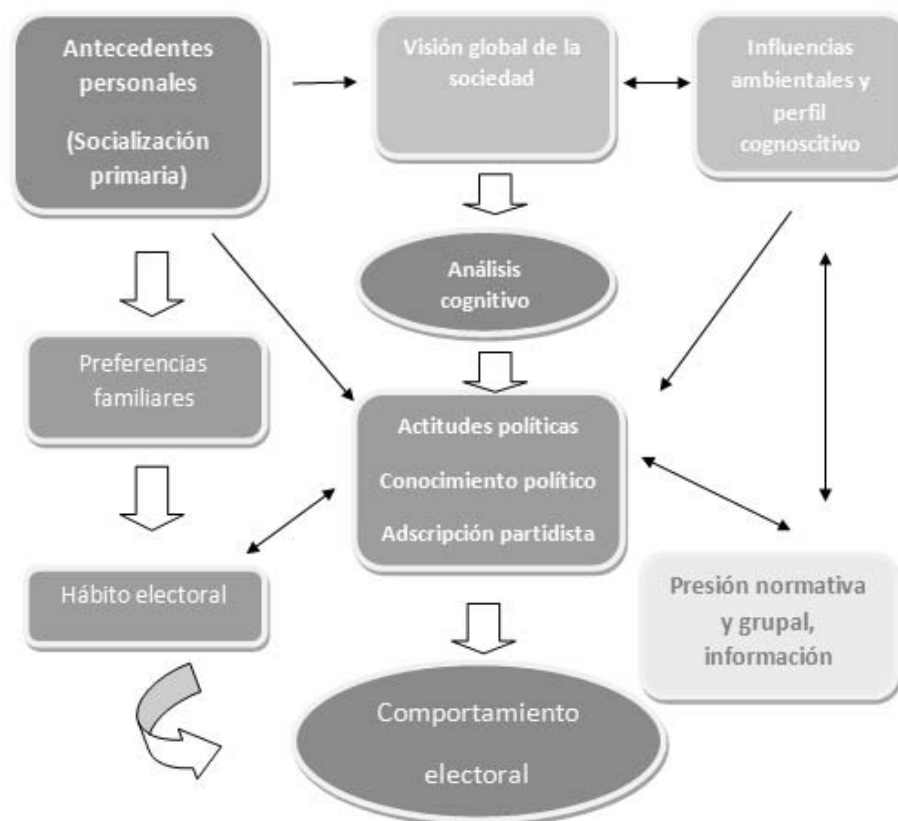 Antecedentes
personales
(Socialización
primaria)
Visión global de la
sociedad
Influencias
ambientales y
perfil
cognoscitivo
Análisis
cognitivo
Preferencias
familiares
Actitudes políticas
Conocimiento político
Adscripción partidista
Hábito electoral
Presión normativa
y grupal,
información
Comportamiento
electoral